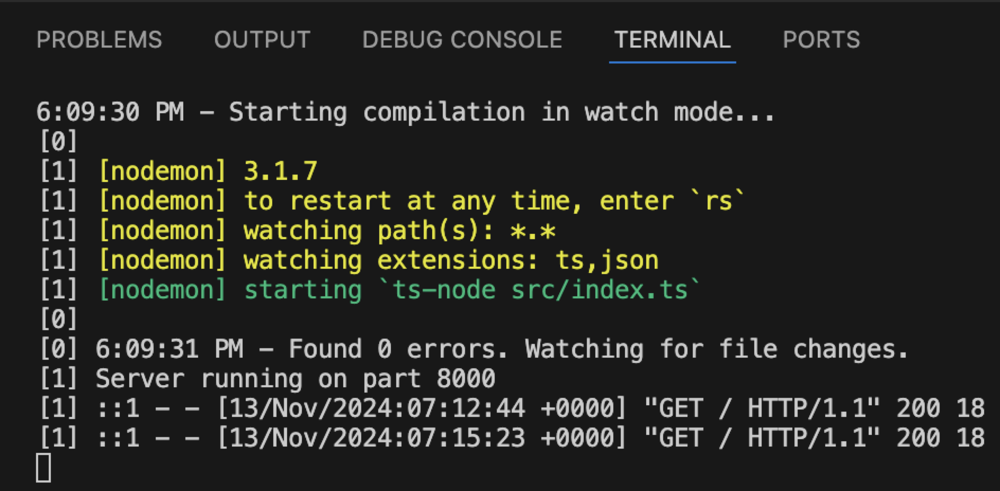 PROBLEMS OUTPUT DEBUG CONSOLE TERMINAL PORTS
6:09:30 PM – Starting compilation in watch mode...
[0]
[1] [nodemon] 3.1.7
[1] [nodemon] to restart at any time, enter `rs`
[1] [nodemon] watching path(s): *.*
[1] [nodemon] watching extensions: ts,json
[1] [nodemon] starting `ts-node src/index.ts`
[0]
[0] 6:09:31 PM – Found 0 errors. Watching for file changes.
[1] Server running on part 8000
[1] ::1 - - [13/Nov/2024:07:12:44 +0000] "GET / HTTP/1.1" 200 18
[1] ::1 - - [13/Nov/2024:07:15:23 +0000] "GET / HTTP/1.1" 200 18